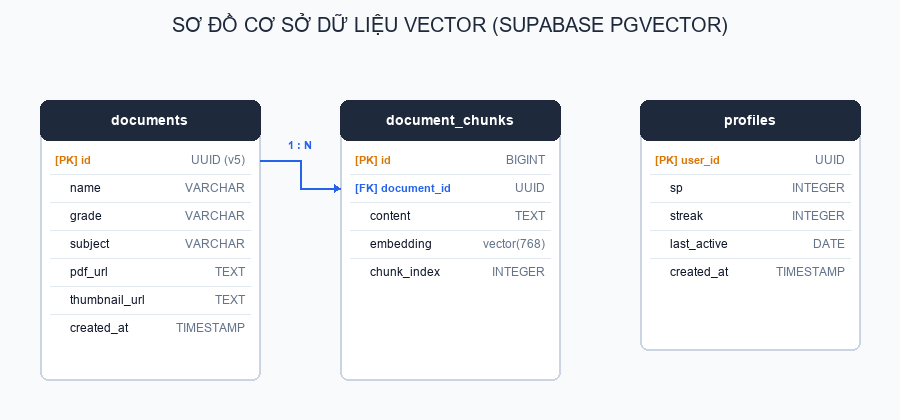 SƠ ĐỒ CƠ SỞ DỮ LIỆU VECTOR (SUPABASE PGVECTOR)
documents
[PK] id UUID (v5)
name VARCHAR
grade VARCHAR
subject VARCHAR
pdf_url TEXT
thumbnail_url TEXT
created_at TIMESTAMP
1 : N
document_chunks
[PK] id BIGINT
[FK] document_id UUID
content TEXT
embedding vector(768)
chunk_index INTEGER
profiles
[PK] user_id UUID
sp INTEGER
streak INTEGER
last_active DATE
created_at TIMESTAMP